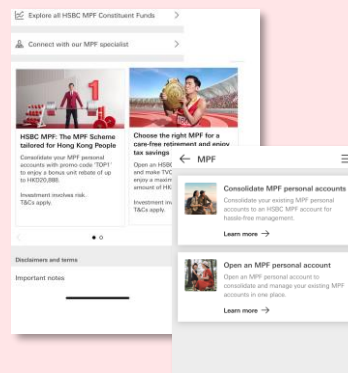 Explore all HSBC MPF Constituent Funds
Connect with our MPF specialist
HSBC MPF: The MPF Scheme
tailored for Hong Kong People
Consolidate your MPF personal
accounts with promo code "TOP1"
to enjoy a bonus unit rebate of up
to HKD20,888.
Investment involves risk.
T&Cs apply.
Choose the right MPF for a
care-free retirement and enjoy
tax savings
Open an HSBC
and make TVC
enjoy a maxim
amount of HK
Investment inv
T&Cs apply.
Disclaimers and terms
Important notes
MPF
Consolidate MPF personal accounts
Consolidate your existing MPF personal
accounts to an HSBC MPF account for
hassle-free management.
Learn more
Open an MPF personal account
Open an MPF personal account to
consolidate and manage your existing MPF
accounts in one place.
Learn more